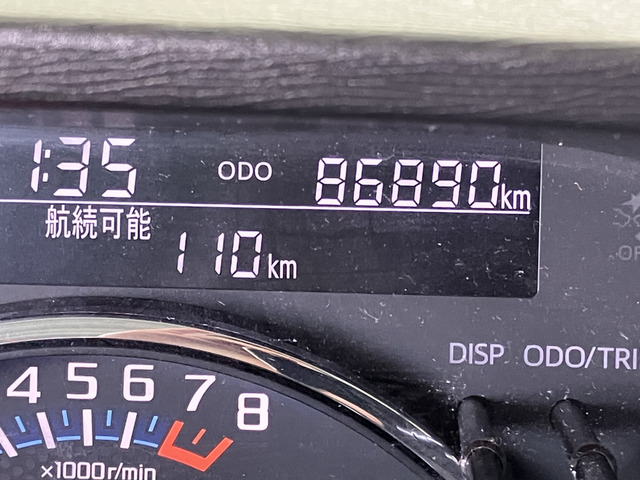 1:35 ODO 86890km
航続可能
110km
DISP ODO/TRI
4 5 6 7 8
×1000r/min